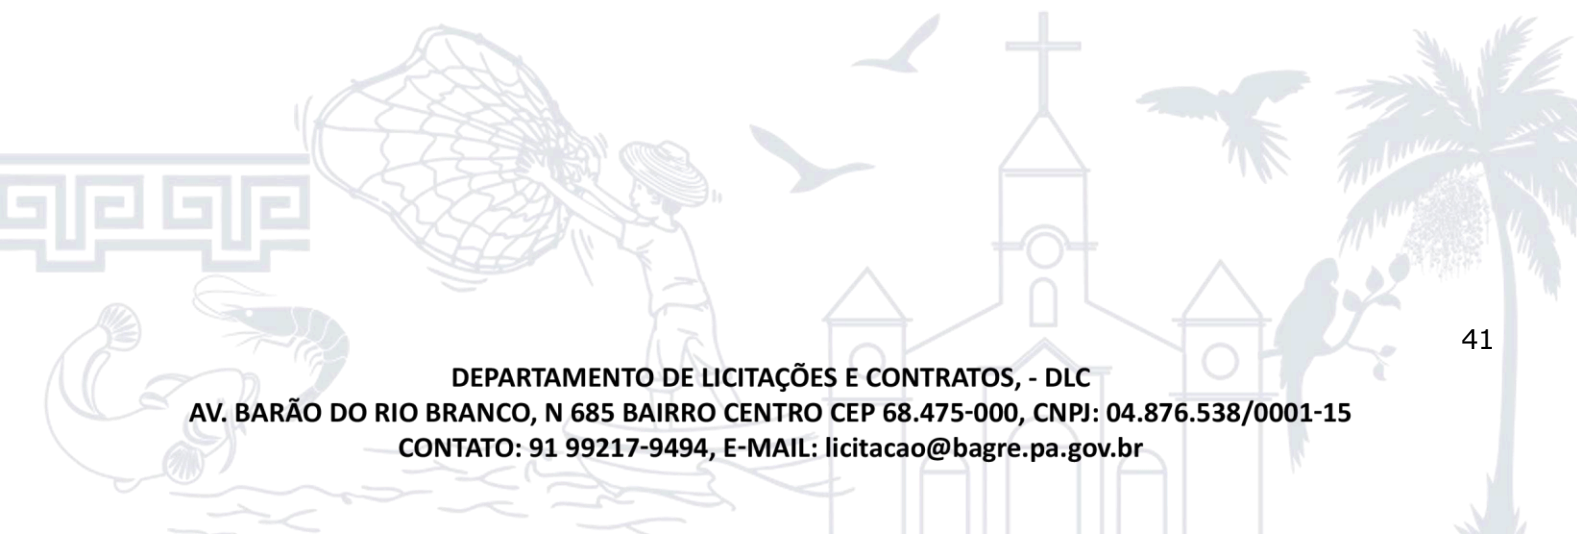 41
DEPARTAMENTO DE LICITAÇÕES E CONTRATOS, - DLC
AV. BARÃO DO RIO BRANCO, N 685 BAIRRO CENTRO CEP 68.475-000, CNPJ: 04.876.538/0001-15
CONTATO: 91 99217-9494, E-MAIL: licitacao@bagre.pa.gov.br